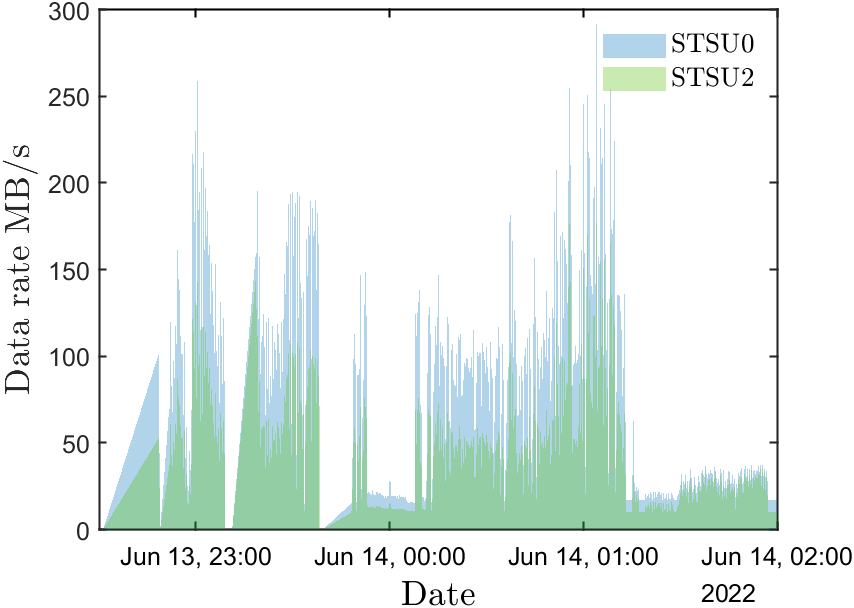 300
250
200
150
100
50
0
Data rate MB/s
STSU0
STSU2
Jun 13, 23:00
Jun 14, 00:00
Jun 14, 01:00
Jun 14, 02:00
Date
2022